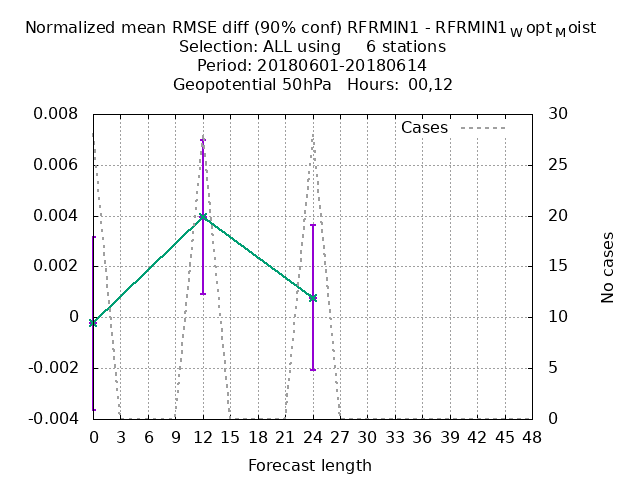 Normalized mean RMSE diff (90% conf) RFRMIN1 - RFRMIN1WoptMoist
Selection: ALL using 6 stations
Period: 20180601-20180614
Geopotential 50hPa Hours: 00,12
Cases
0.008
0.006
0.004
0.002
0
-0.002
-0.004
30
25
20
15
10
5
0
No cases
0 3 6 9 12 15 18 21 24 27 30 33 36 39 42 45 48
Forecast length